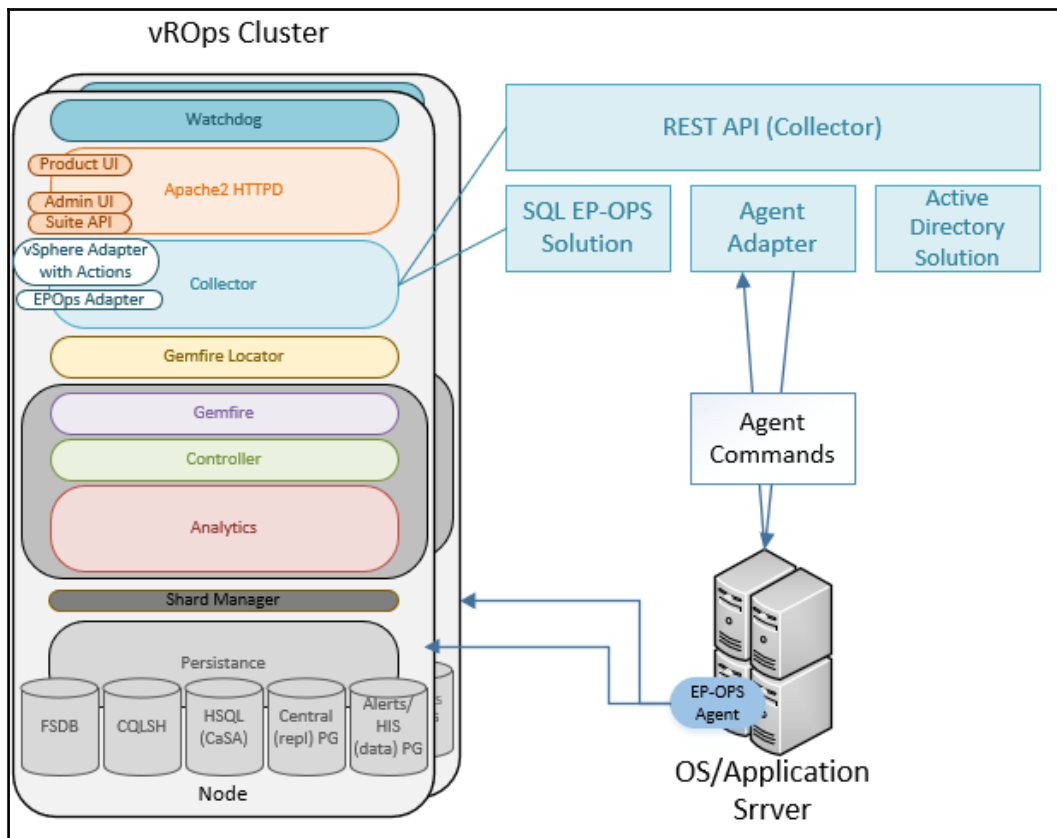 vROps Cluster
Watchdog
Product UI
Apache2 HTTPD
Admin UI
Suite API
vSphere Adapter
with Actions
Collector
EPOps Adapter
Gemfire Locator
Gemfire
Controller
Analytics
Shard Manager
Persistance
FSDB
CQLSH
HSQL
(CaSA)
Central
(repl) PG
Alerts/
HIS
(data) PG
Node
REST API (Collector)
SQL EP-OPS
Solution
Agent
Adapter
Active
Directory
Solution
Agent
Commands
EP-OPS
Agent
OS/Application
Srrver